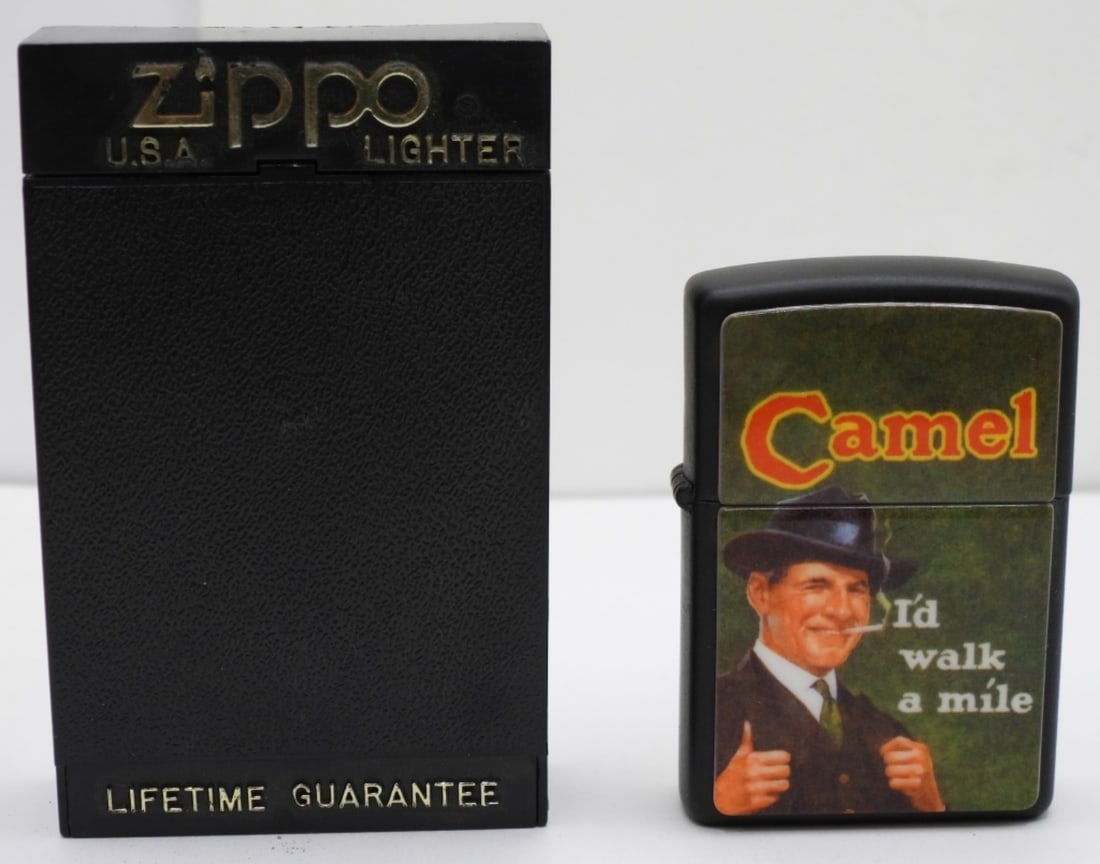 Zippo ®
U.S.A. LIGHTER
LIFETIME GUARANTEE
Camel
I'd
walk
a mile